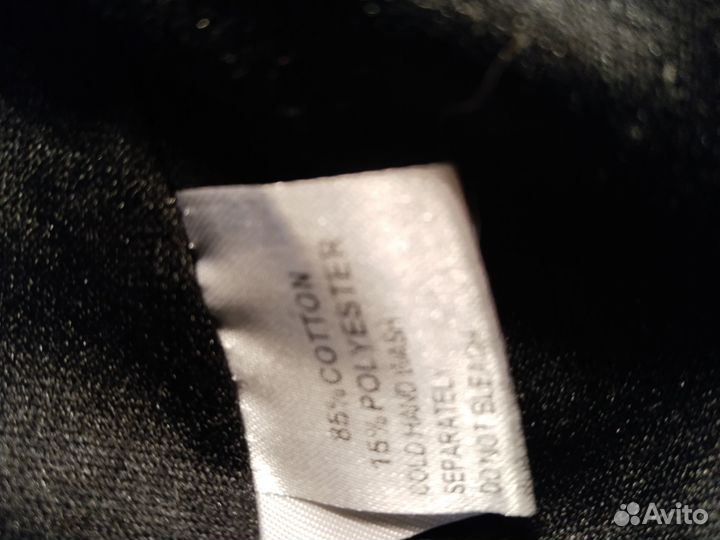 85% COTTON
15% POLYESTER
COLD HAND WASH
SEPARATELY
DO NOT BLEACH
Avito